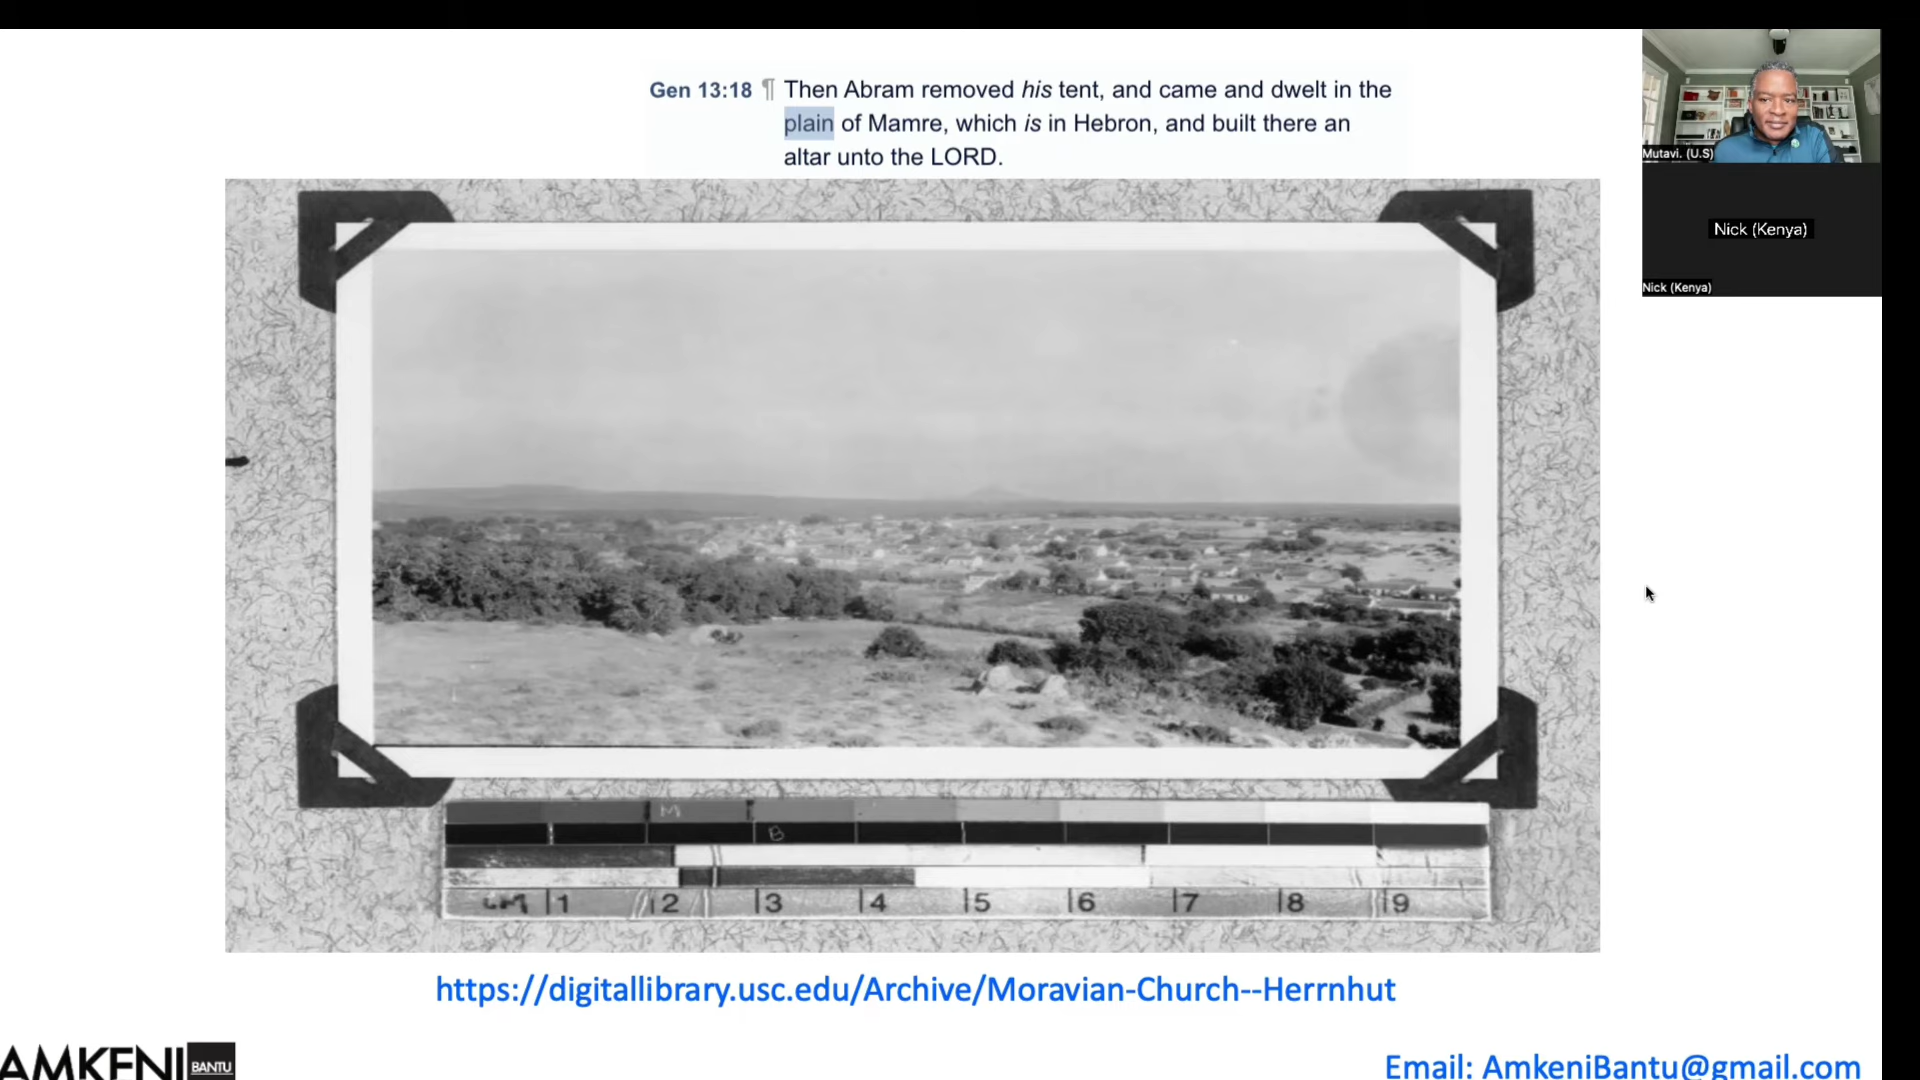 Gen 13:18 ¶ Then Abram removed his tent, and came and dwelt in the
plain of Mamre, which is in Hebron, and built there an
altar unto the LORD.
Mutavi. (U.S)
Nick (Kenya)
Nick (Kenya)
M
B
CM 1 2 3 4 5 6 7 8 9
https://digitallibrary.usc.edu/Archive/Moravian-Church--Herrnhut
AMKENI BANTU
Email: AmkeniBantu@gmail.com